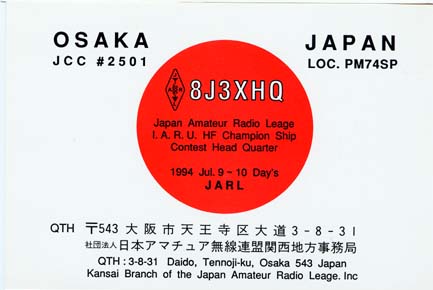 OSAKA
JCC #2501
JAPAN
LOC. PM74SP
8J3XHQ
Japan Amateur Radio Leage
I. A. R. U. HF Champion Ship
Contest Head Quarter
1994 Jul. 9 - 10 Day's
JARL
QTH 〒543 大阪市天王寺区大道3-8-31
社団法人日本アマチュア無線連盟関西地方事務局
QTH : 3-8-31 Daido, Tennoji-ku, Osaka 543 Japan
Kansai Branch of the Japan Amateur Radio Leage. Inc